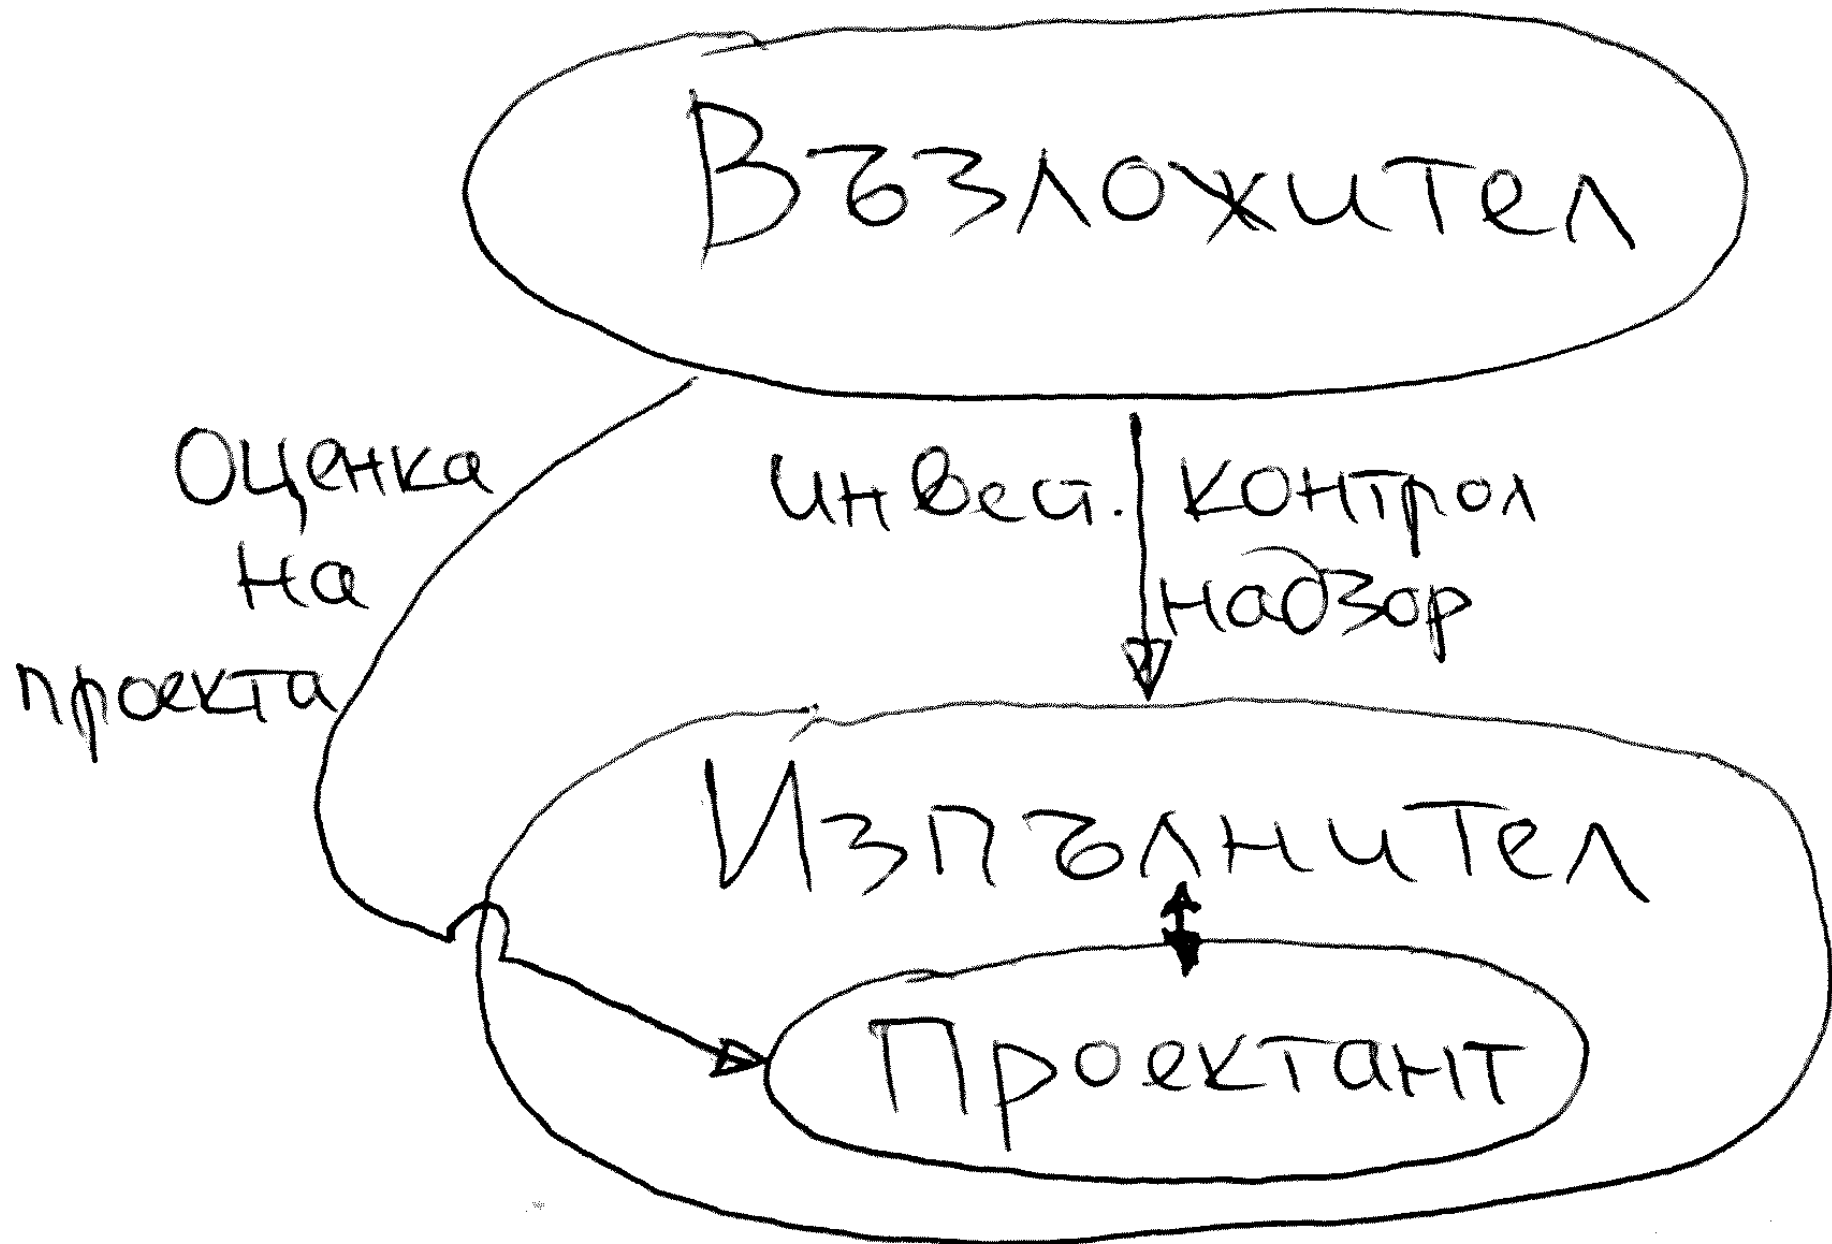 Възложител
Оценка
на
проекта
инвест. контрол
надзор
Изпълнител
Проектант